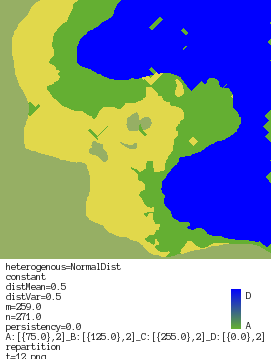 heterogenous=NormalDist
constant
distMean=0.5
distVar=0.5
m=259.0
n=271.0
persistency=0.0
A:[{75.0},2]_B:[{125.0},2]_C:[{255.0},2]_D:[{0.0},2]
repartition
t=12.png
D
A